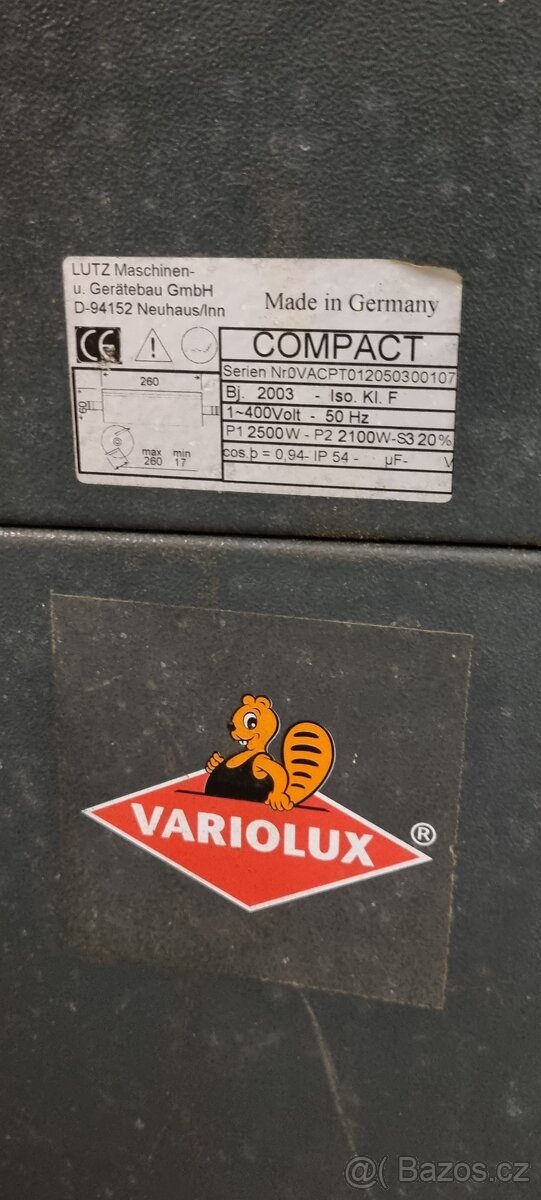 LUTZ Maschinen-
u. Gerätebau GmbH
D-94152 Neuhaus/Inn
Made in Germany
CE
COMPACT
Serien Nr0VACPT012050300107
Bj. 2003 - Iso. Kl. F
1~400Volt - 50 Hz
P1 2500W - P2 2100W-S3 20%
cos.þ = 0,94- IP 54 - µF- V
260
60
max min
260 17
VARIOLUX ®
Bazos.cz